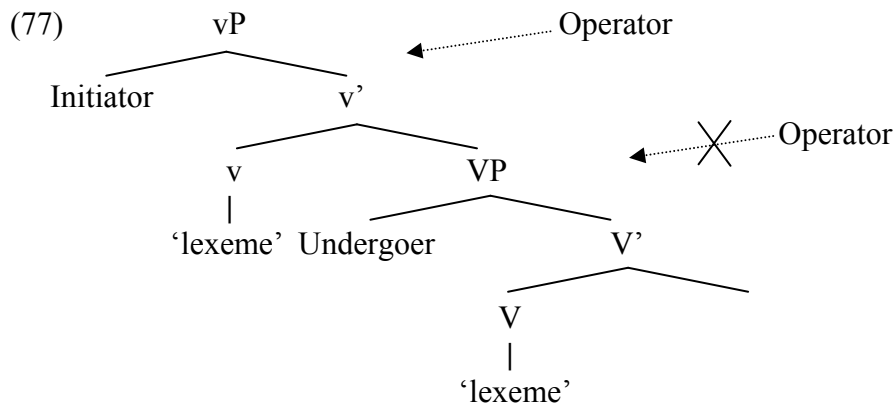 (77) vP Operator
Initiator v’
Operator
v VP
‘lexeme’ Undergoer V’
V
‘lexeme’